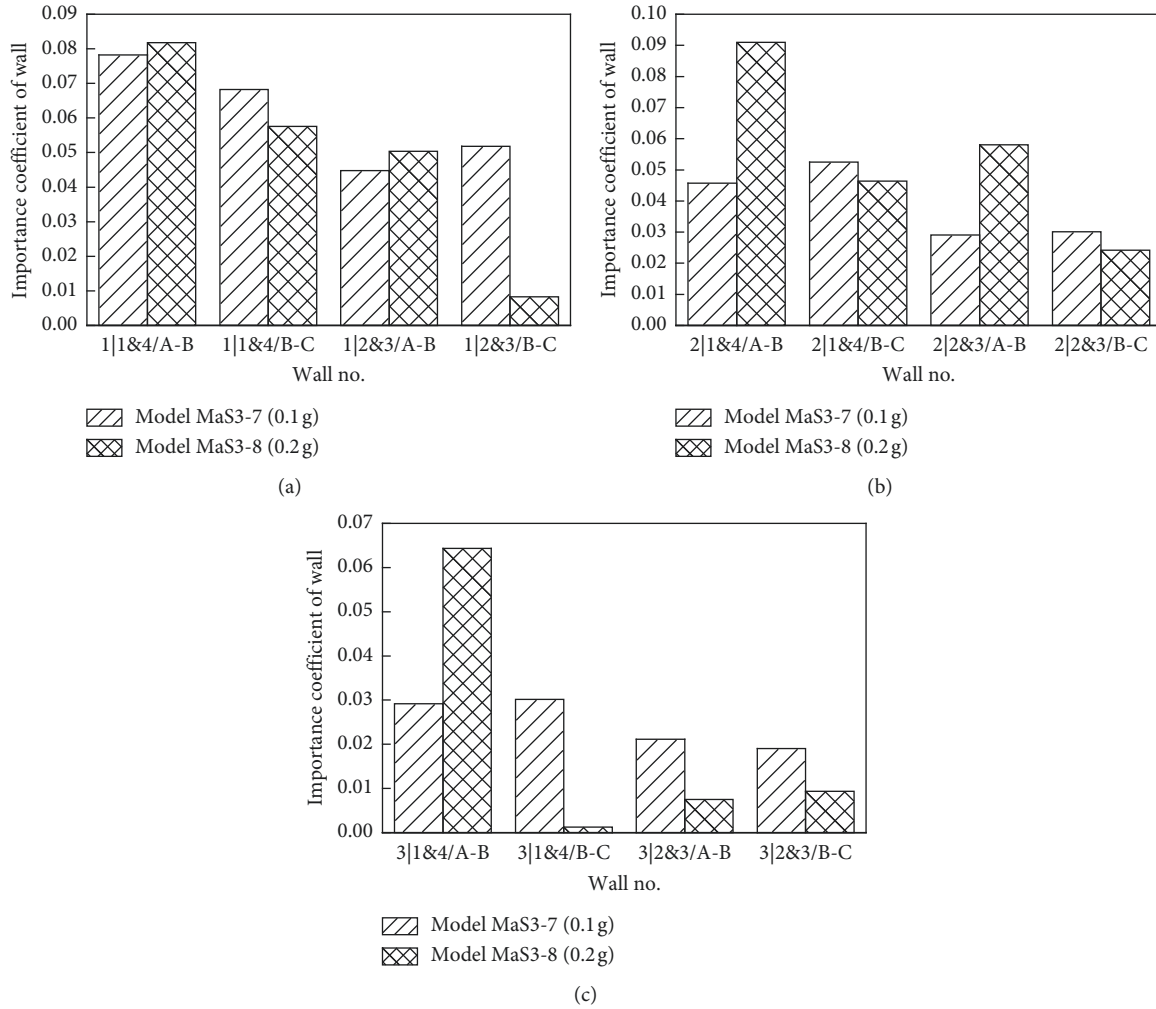 Importance coefficient of wall
0.09
0.08
0.07
0.06
0.05
0.04
0.03
0.02
0.01
0.00
1|1&4/A-B 1|1&4/B-C 1|2&3/A-B 1|2&3/B-C
Wall no.
Model MaS3-7 (0.1 g)
Model MaS3-8 (0.2 g)
(a)
Importance coefficient of wall
0.10
0.09
0.08
0.07
0.06
0.05
0.04
0.03
0.02
0.01
0.00
2|1&4/A-B 2|1&4/B-C 2|2&3/A-B 2|2&3/B-C
Wall no.
Model MaS3-7 (0.1 g)
Model MaS3-8 (0.2 g)
(b)
Importance coefficient of wall
0.07
0.06
0.05
0.04
0.03
0.02
0.01
0.00
3|1&4/A-B 3|1&4/B-C 3|2&3/A-B 3|2&3/B-C
Wall no.
Model MaS3-7 (0.1 g)
Model MaS3-8 (0.2 g)
(c)